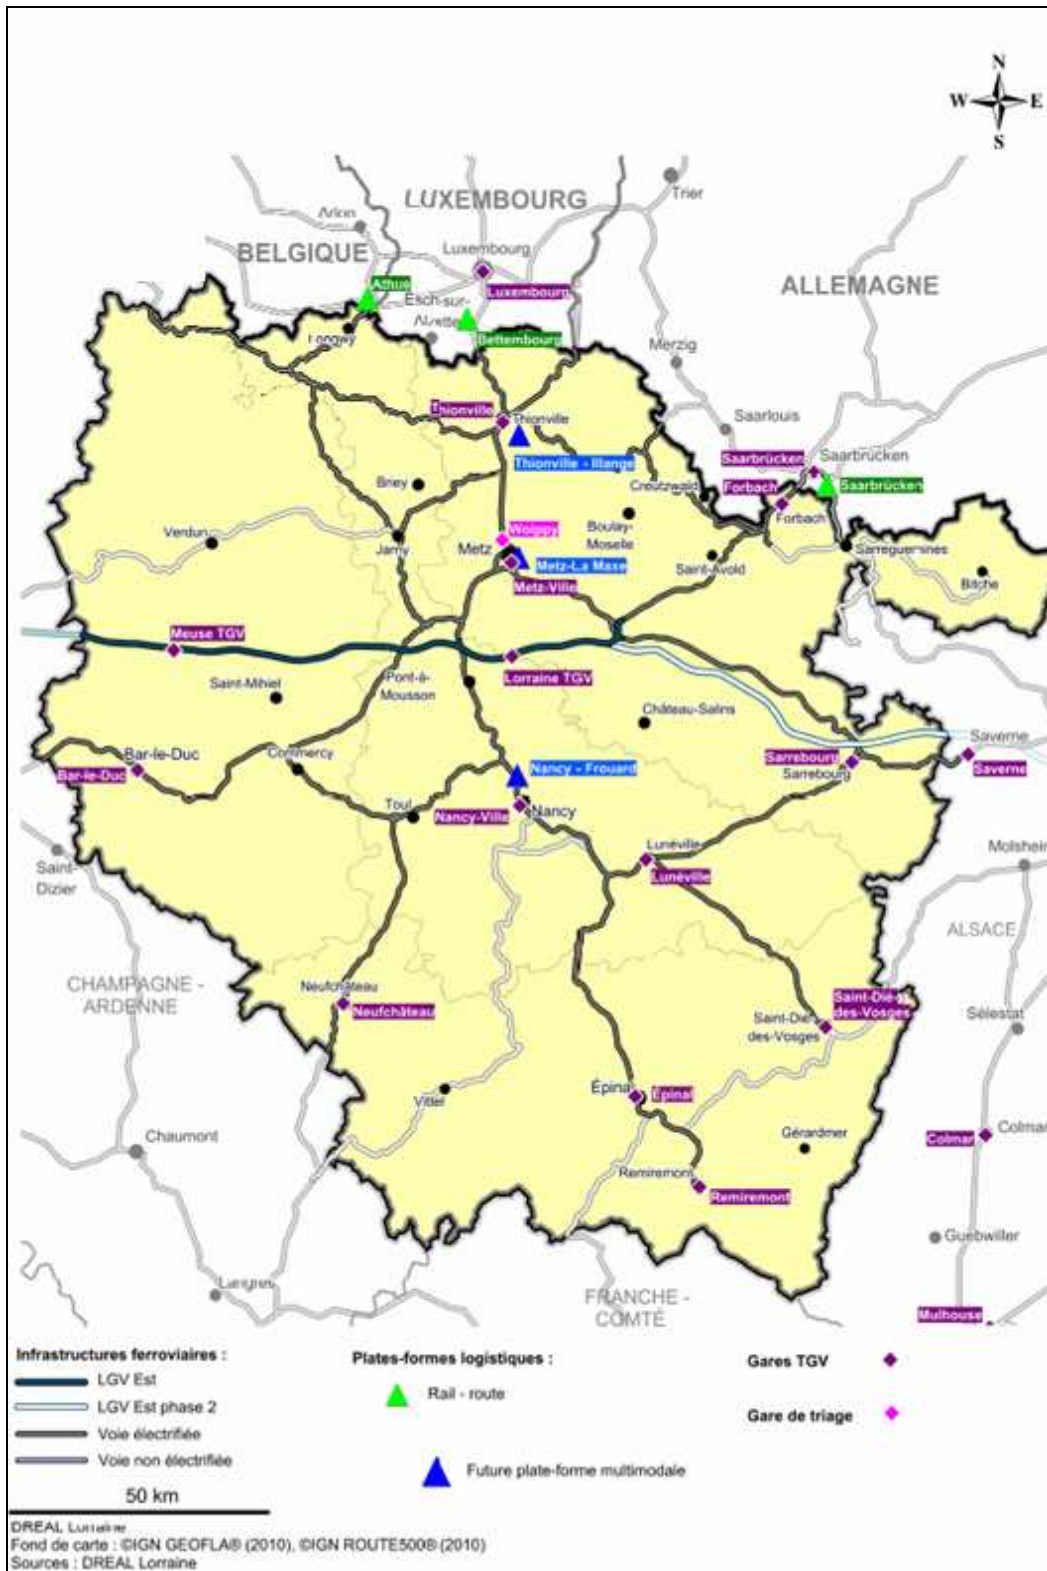 N
W E
S
LUXEMBOURG
Trier
Arlon
BELGIQUE
Luxembourg
Luxembourg
Athus
ALLEMAGNE
Esch-sur-
Alzette
Bettembourg
Longwy
Merzig
Thionville
Thionville
Saarlouis
Thionville - Illange
Saarbrücken
Saarbrücken
Saarbrücken
Forbach
Forbach
Briey
Creutzwald
Boulay-
Moselle
Verdun
Jarny
Woippy
Metz
Metz-La Maxe
Metz-Ville
Saint-Avold
Sarreguemines
Bitche
Meuse TGV
Lorraine TGV
Saint-Mihiel
Pont-à-
Mousson
Château-Salins
Saverne
Saverne
Bar-le-Duc
Bar-le-Duc
Commercy
Nancy - Frouard
Sarrebourg
Sarrebourg
Toul
Nancy-Ville
Nancy
Lunéville
Lunéville
Saint-
Dizier
Molsheim
ALSACE
CHAMPAGNE -
ARDENNE
Neufchâteau
Neufchâteau
Saint-Dié-
des-Vosges
Saint-Dié-
des-Vosges
Sélestat
Vittel
Épinal
Epinal
Gérardmer
Chaumont
Colmar
Colmar
Remiremont
Remiremont
Guebwiller
Langres
FRANCHE -
COMTÉ
Mulhouse
Infrastructures ferroviaires :
LGV Est
LGV Est phase 2
Voie électrifiée
Voie non électrifiée
50 km
Plates-formes logistiques :
Rail - route
Future plate-forme multimodale
Gares TGV
Gare de triage
DREAL Lorraine
Fond de carte : ©IGN GEOFLA® (2010), ©IGN ROUTE500® (2010)
Sources : DREAL Lorraine